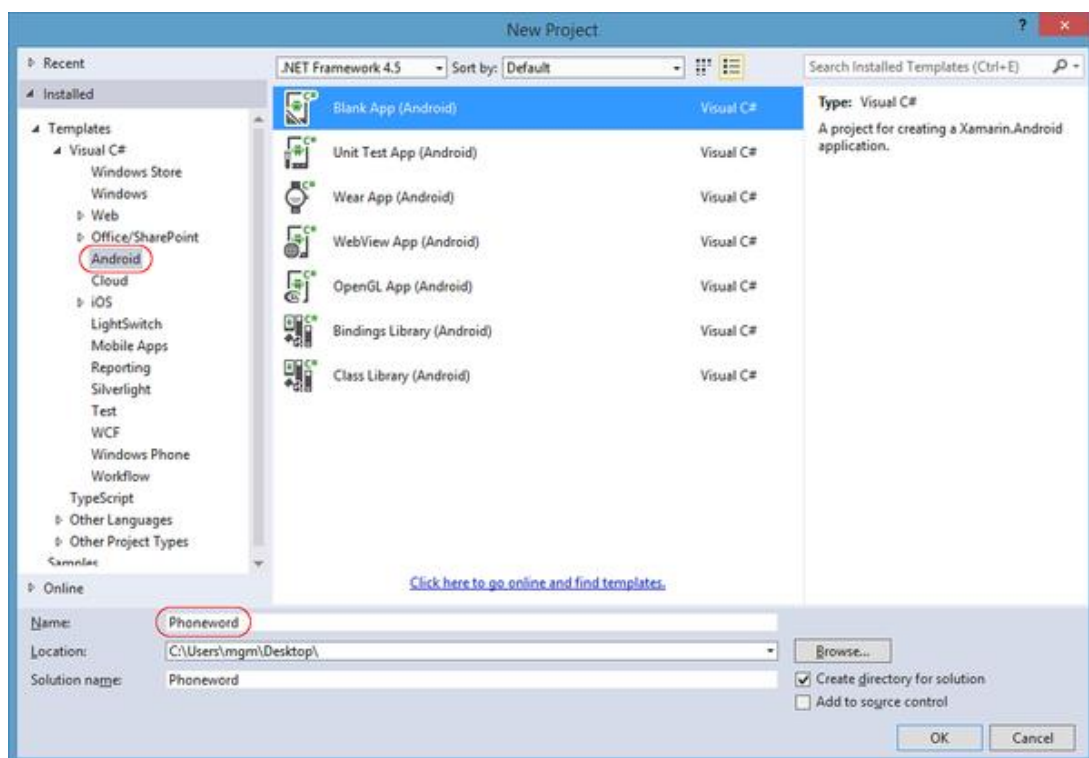 New Project
?
Recent
Installed
Templates
Visual C#
Windows Store
Windows
Web
Office/SharePoint
Android
Cloud
iOS
LightSwitch
Mobile Apps
Reporting
Silverlight
Test
WCF
Windows Phone
Workflow
TypeScript
Other Languages
Other Project Types
Samples
Online
.NET Framework 4.5
Sort by: Default
Blank App (Android) Visual C#
Unit Test App (Android) Visual C#
Wear App (Android) Visual C#
WebView App (Android) Visual C#
OpenGL App (Android) Visual C#
Bindings Library (Android) Visual C#
Class Library (Android) Visual C#
Click here to go online and find templates.
Search Installed Templates (Ctrl+E)
Type: Visual C#
A project for creating a Xamarin.Android
application.
Name: Phoneword
Location: C:\Users\mgm\Desktop\
Browse...
Solution name: Phoneword
Create directory for solution
Add to source control
OK Cancel